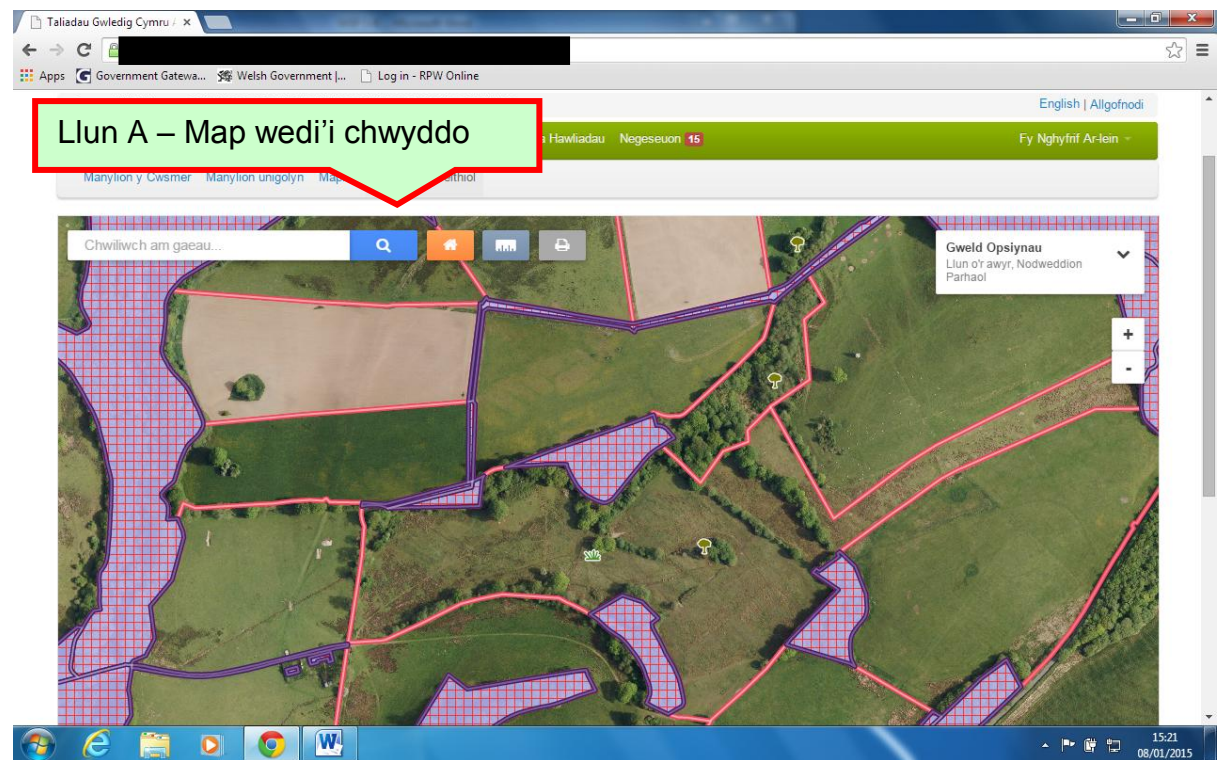 Taliadau Gwledig Cymru /
Apps Government Gatewa... Welsh Government |... Log in - RPW Online
English | Allgofnodi
Llun A – Map wedi'i chwyddo
Hawliadau Negeseuon 15 Fy Nghyfrif Ar-lein
Manylion y Cwsmer Manylion unigolyn
Chwiliwch am gaeau...
Gweld Opsiynau
Llun o'r awyr, Nodweddion
Parhaol
+
-
15:21
08/01/2015